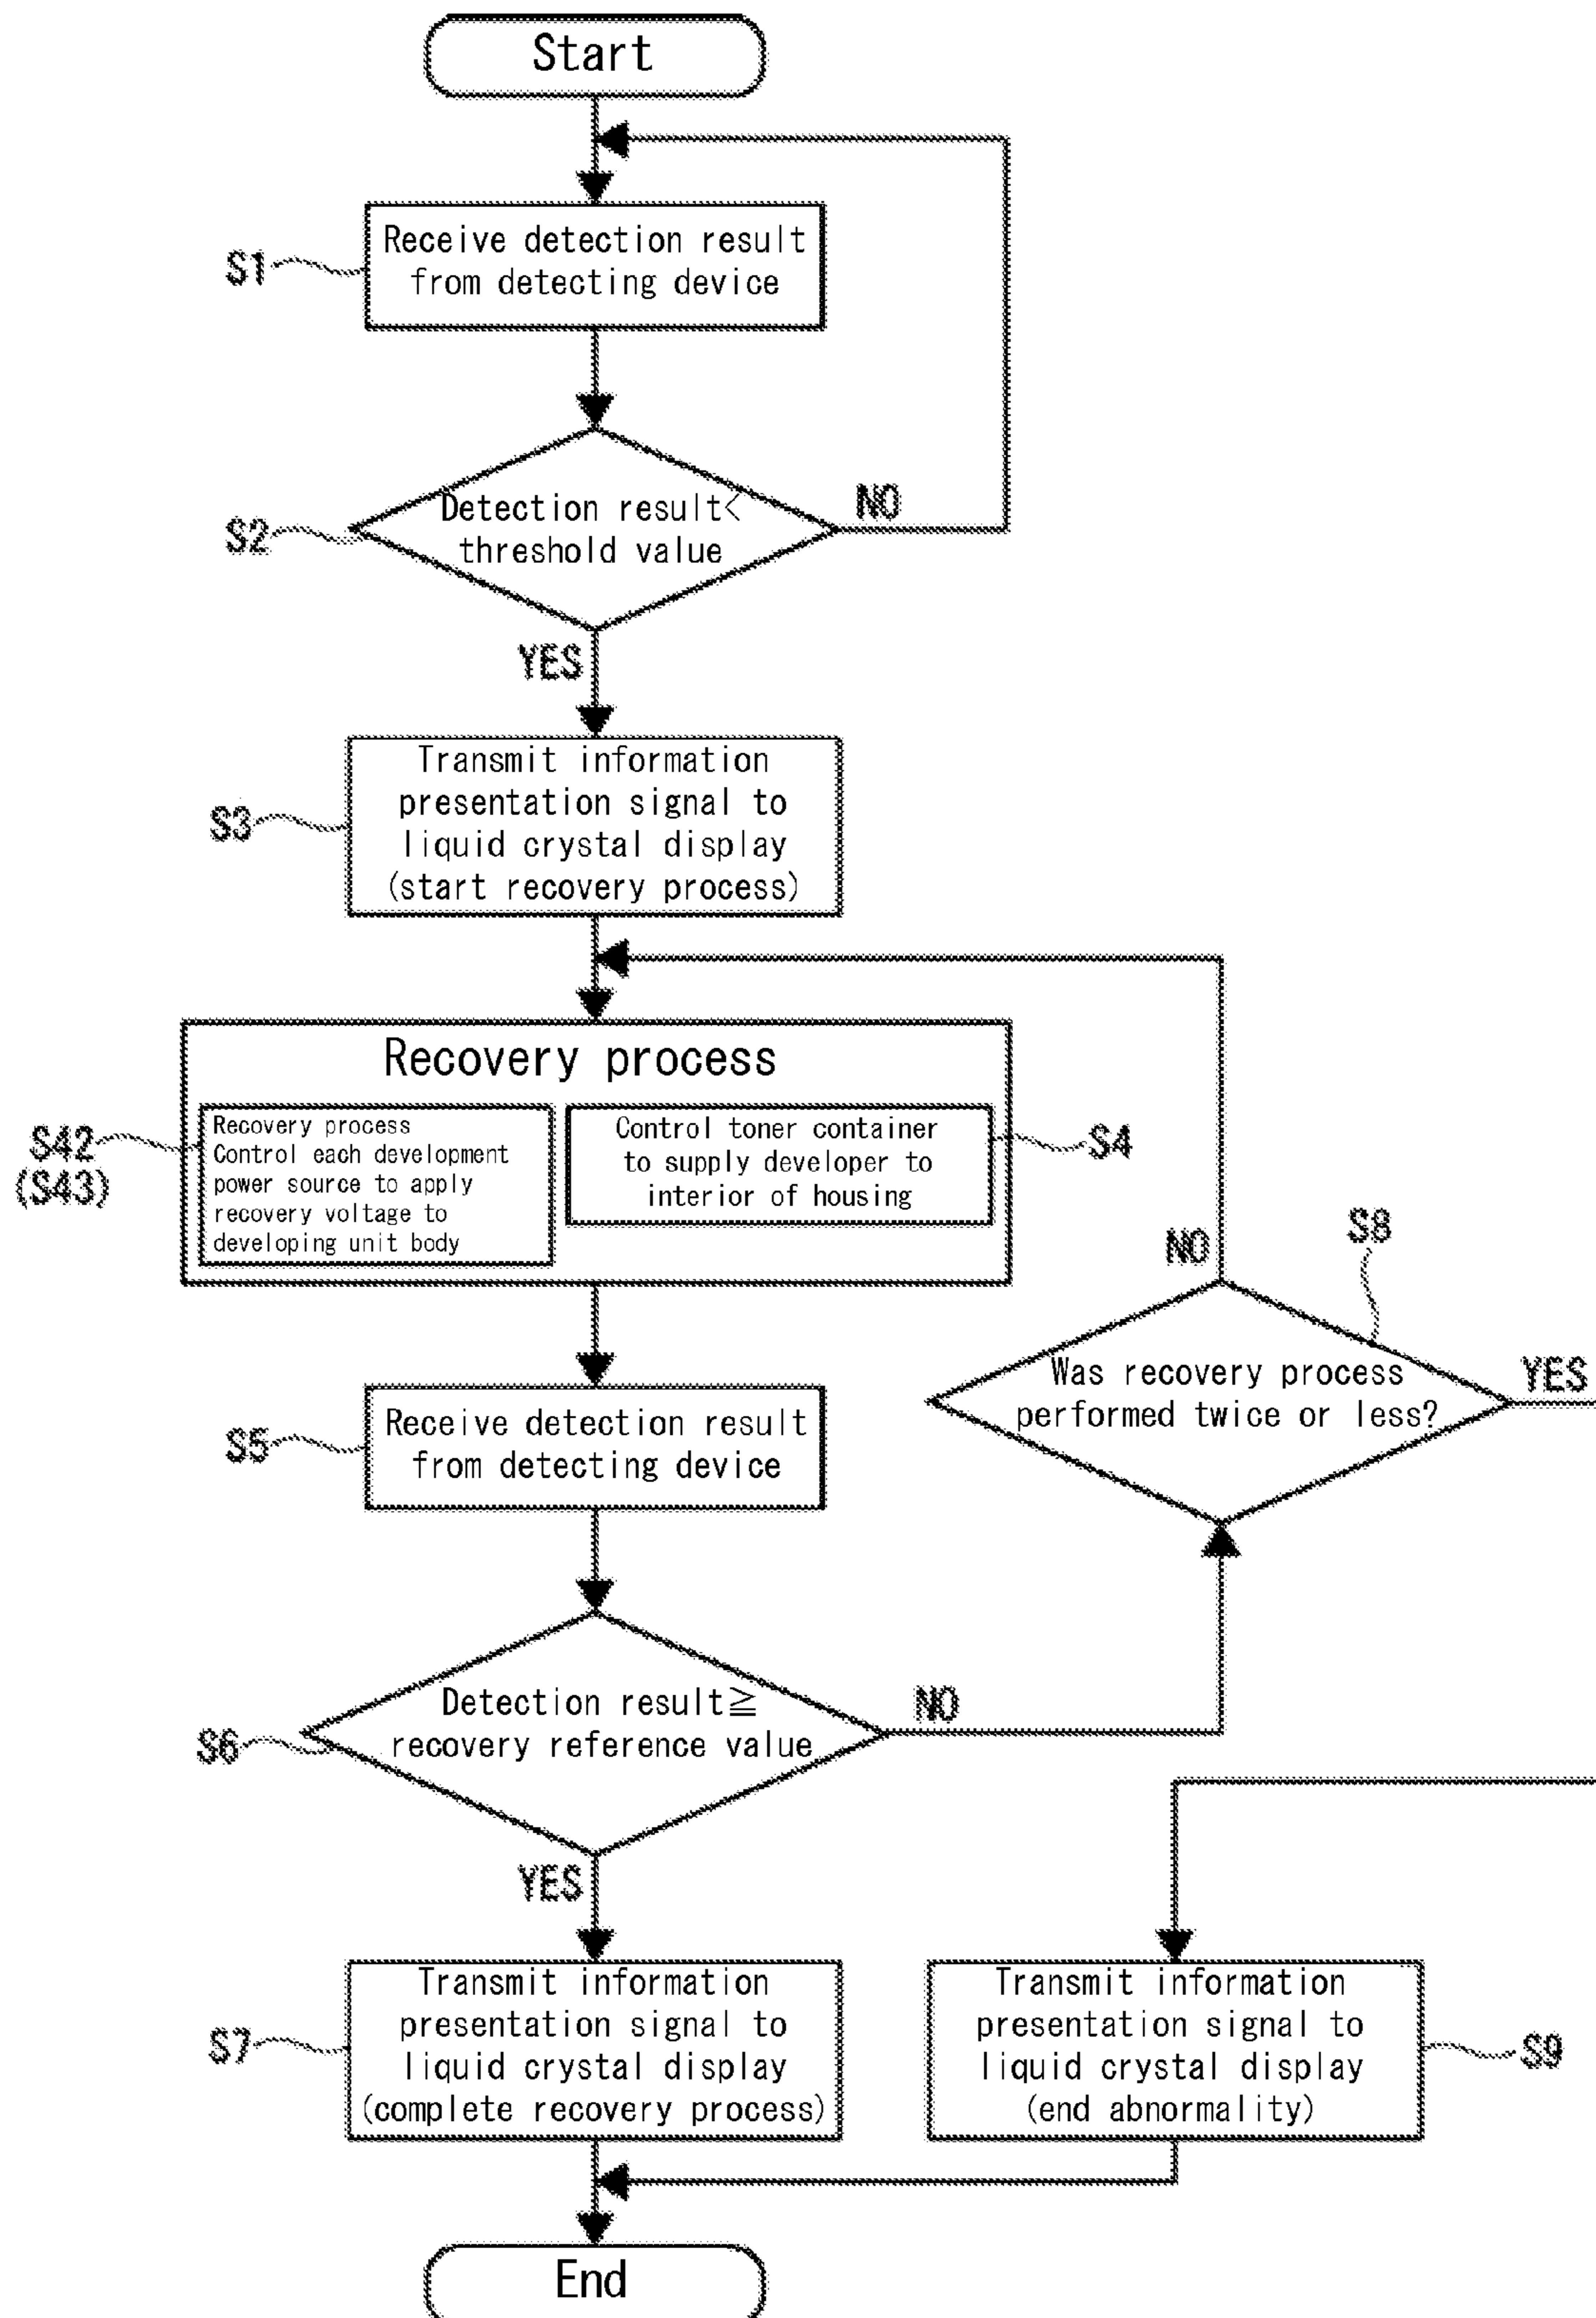 Start
S1
Receive detection result
from detecting device
S2
Detection result<
threshold value
NO
YES
S3
Transmit information
presentation signal to
liquid crystal display
(start recovery process)
Recovery process
S42
(S43)
Recovery process
Control each development
power source to apply
recovery voltage to
developing unit body
Control toner container
to supply developer to
interior of housing
S4
S8
NO
Was recovery process
performed twice or less?
YES
S5
Receive detection result
from detecting device
S6
Detection result≧
recovery reference value
NO
YES
S7
Transmit information
presentation signal to
liquid crystal display
(complete recovery process)
Transmit information
presentation signal to
liquid crystal display
(end abnormality)
S9
End